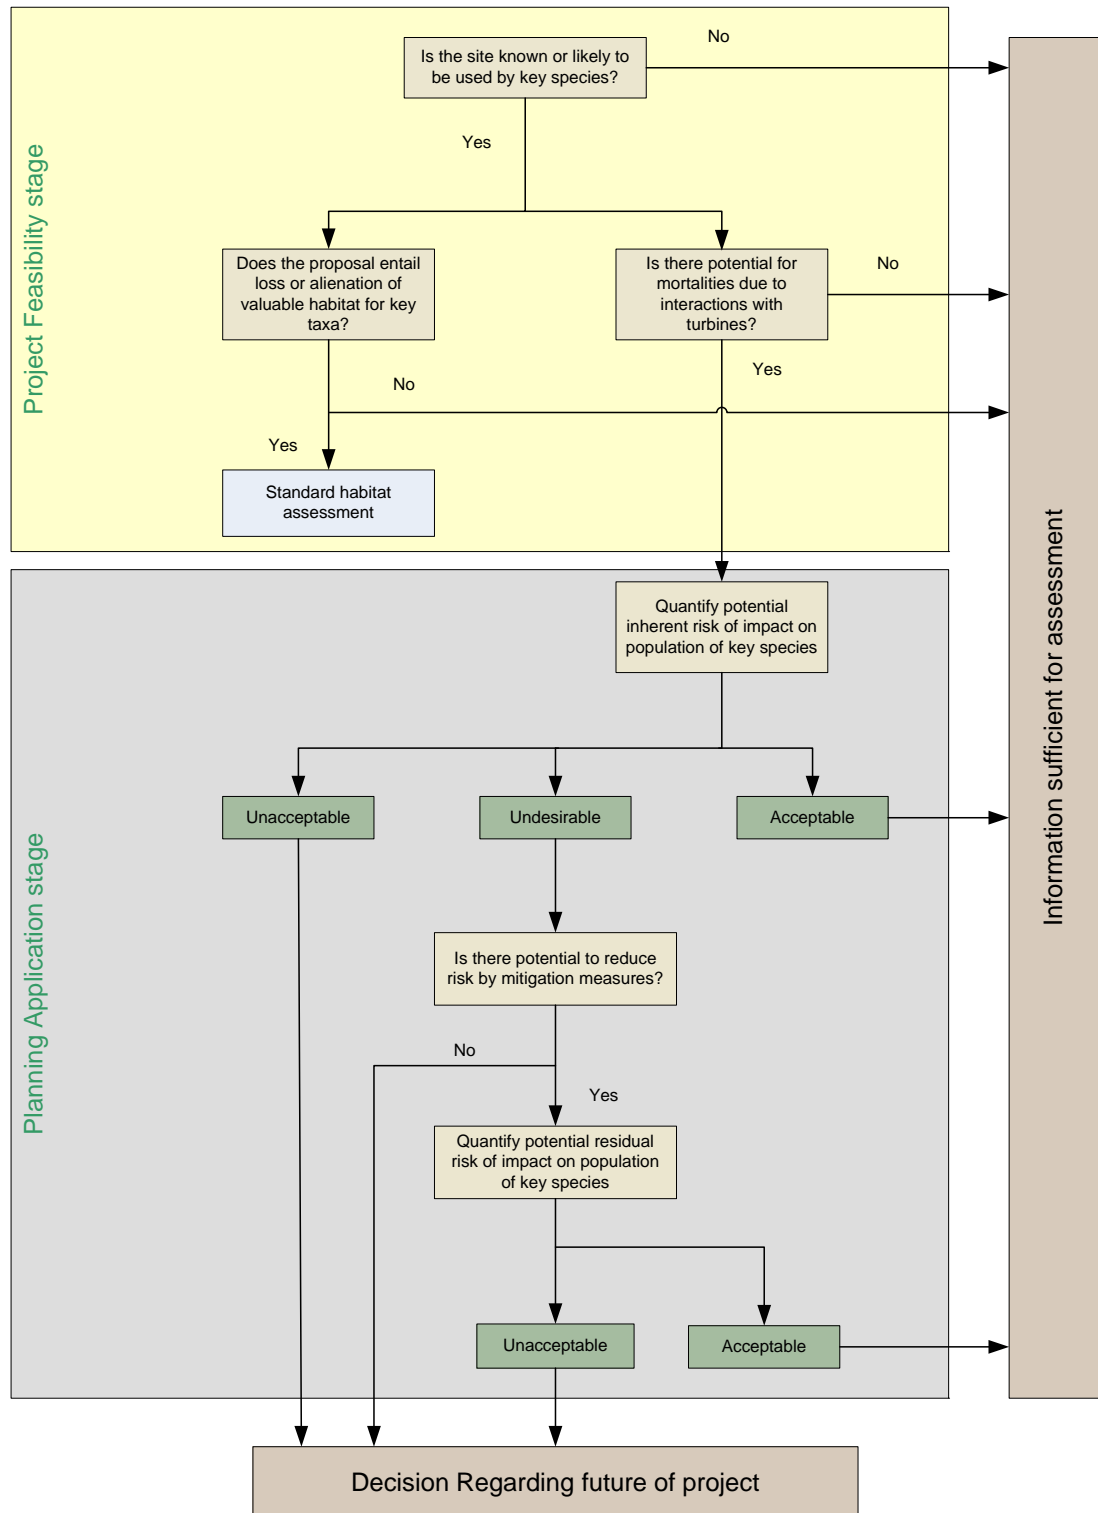 Project Feasibility stage
Is the site known or likely to
be used by key species?
No
Yes
Does the proposal entail
loss or alienation of
valuable habitat for key
taxa?
Is there potential for
mortalities due to
interactions with
turbines?
No
No
Yes
Yes
Standard habitat
assessment
Information sufficient for assessment
Planning Application stage
Quantify potential
inherent risk of impact on
population of key species
Unacceptable
Undesirable
Acceptable
Is there potential to reduce
risk by mitigation measures?
No
Yes
Quantify potential residual
risk of impact on population
of key species
Unacceptable
Acceptable
Decision Regarding future of project